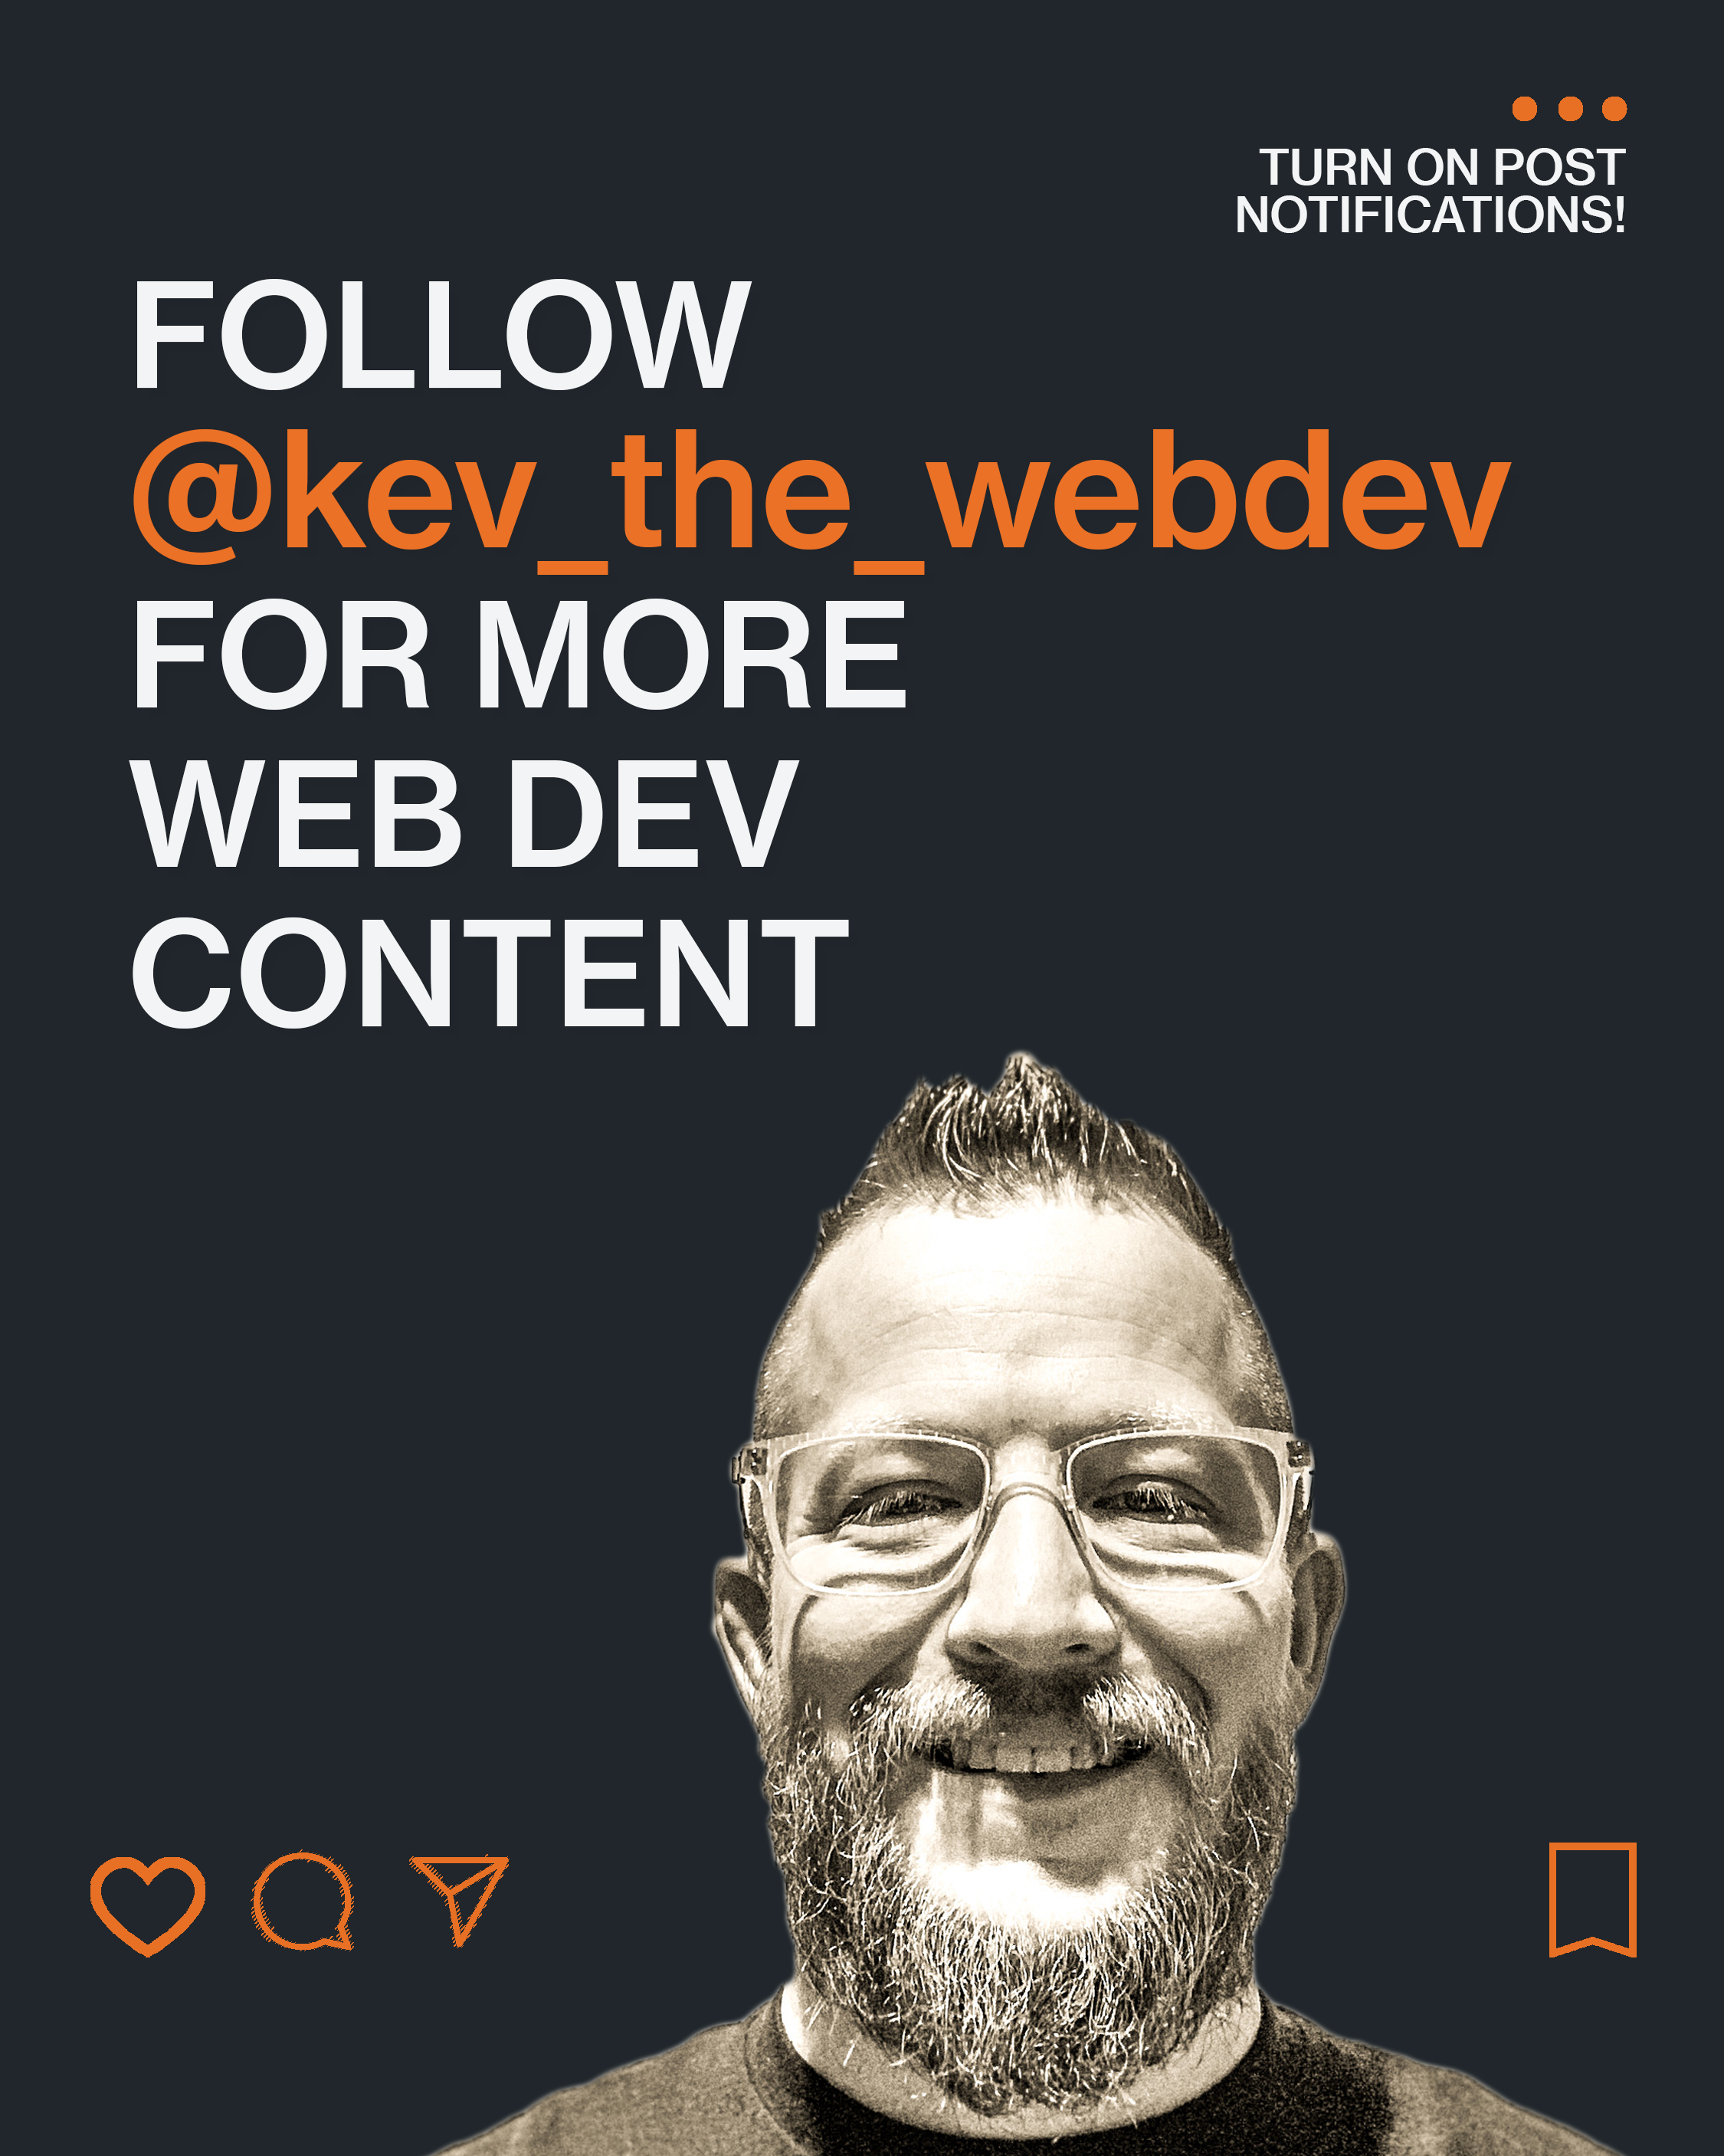 TURN ON POST
NOTIFICATIONS!
FOLLOW
@kev_the_webdev
FOR MORE
WEB DEV
CONTENT